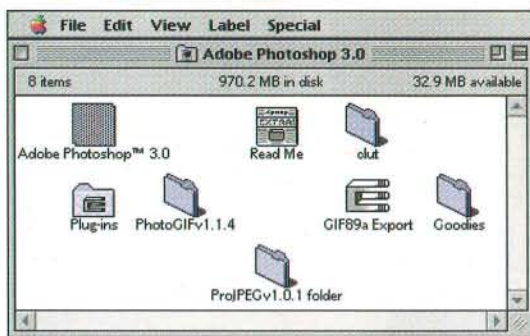 File Edit View Label Special
Adobe Photoshop 3.0
8 items 970.2 MB in disk 32.9 MB available
Adobe Photoshop™ 3.0 Read Me clut
Plug-ins PhotoGIFv1.1.4 GIF89a Export Goodies
ProJPEGv1.0.1 folder